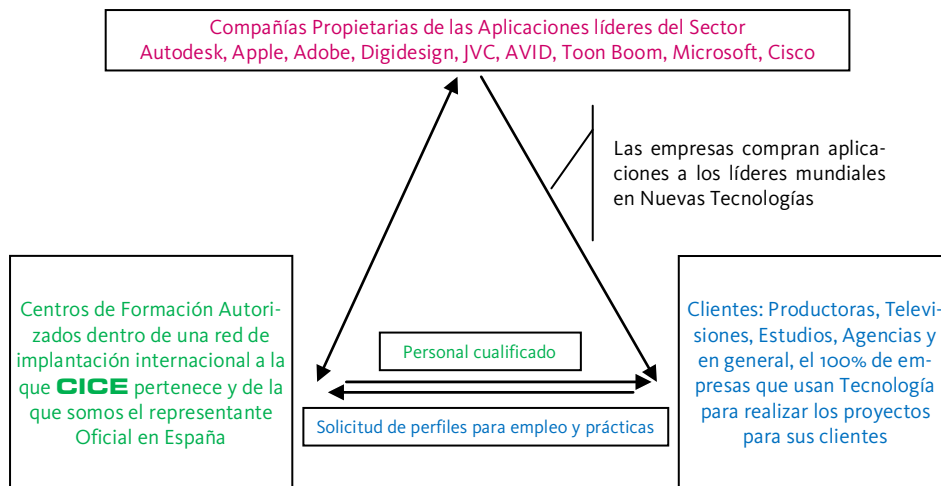 Compañías Propietarias de las Aplicaciones líderes del Sector
Autodesk, Apple, Adobe, Digidesign, JVC, AVID, Toon Boom, Microsoft, Cisco
Las empresas compran aplica-
ciones a los líderes mundiales
en Nuevas Tecnologías
Centros de Formación Autori-
zados dentro de una red de
implantación internacional a la
que CICE pertenece y de la
que somos el representante
Oficial en España
Personal cualificado
Solicitud de perfiles para empleo y prácticas
Clientes: Productoras, Televi-
siones, Estudios, Agencias y
en general, el 100% de em-
presas que usan Tecnología
para realizar los proyectos
para sus clientes